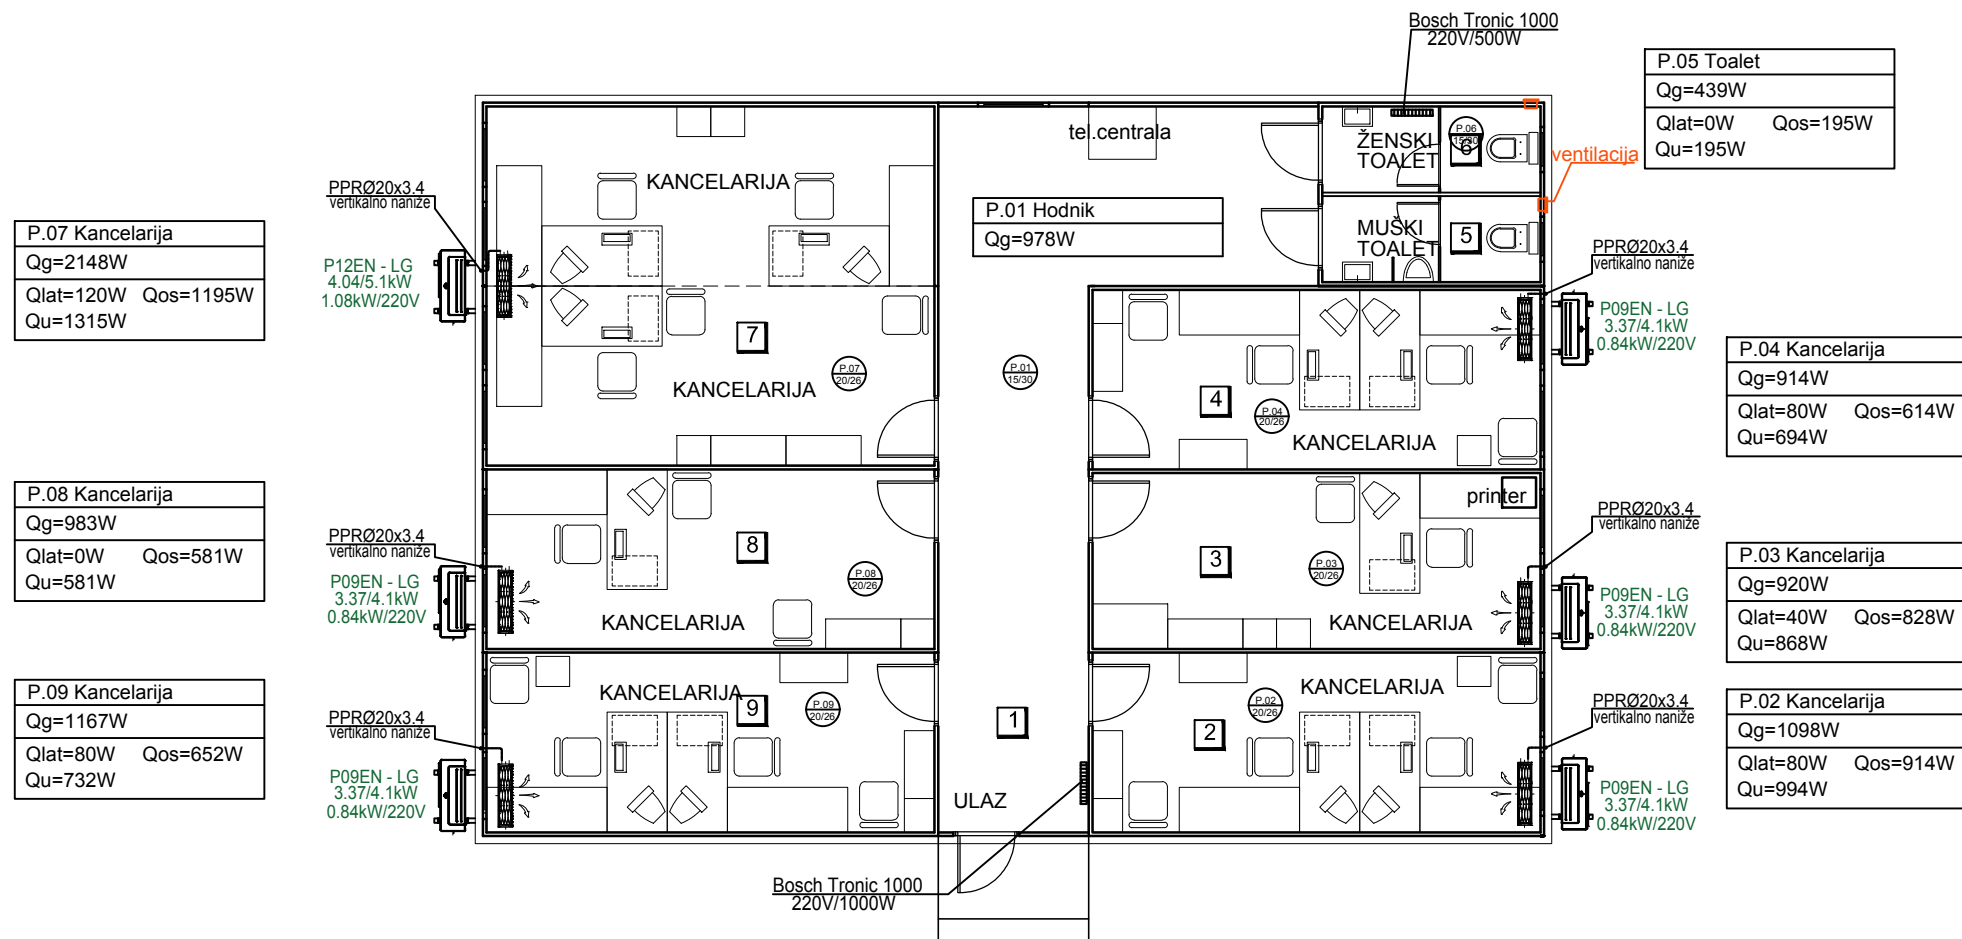 Bosch Tronic 1000
220V/500W
P.05 Toalet
Qg=439W
Qlat=0W Qos=195W
Qu=195W
tel.centrala
ŽENSKI
TOALET
P.06
15/30
6
ventilacija
KANCELARIJA
PPRØ20x3.4
vertikalno naniže
P.01 Hodnik
Qg=978W
MUŠKI
TOALET
5
PPRØ20x3.4
vertikalno naniže
P.07 Kancelarija
Qg=2148W
Qlat=120W Qos=1195W
Qu=1315W
P12EN - LG
4.04/5.1kW
1.08kW/220V
7
KANCELARIJA
P.07
20/26
P.01
15/30
4
P.04
20/26
KANCELARIJA
P09EN - LG
3.37/4.1kW
0.84kW/220V
P.04 Kancelarija
Qg=914W
Qlat=80W Qos=614W
Qu=694W
P.08 Kancelarija
Qg=983W
Qlat=0W Qos=581W
Qu=581W
PPRØ20x3.4
vertikalno naniže
P09EN - LG
3.37/4.1kW
0.84kW/220V
8
P.08
20/26
KANCELARIJA
printer
3
P.03
20/26
KANCELARIJA
PPRØ20x3.4
vertikalno naniže
P09EN - LG
3.37/4.1kW
0.84kW/220V
P.03 Kancelarija
Qg=920W
Qlat=40W Qos=828W
Qu=868W
P.09 Kancelarija
Qg=1167W
Qlat=80W Qos=652W
Qu=732W
PPRØ20x3.4
vertikalno naniže
P09EN - LG
3.37/4.1kW
0.84kW/220V
KANCELARIJA
9
P.09
20/26
1
ULAZ
2
P.02
20/26
KANCELARIJA
PPRØ20x3.4
vertikalno naniže
P09EN - LG
3.37/4.1kW
0.84kW/220V
P.02 Kancelarija
Qg=1098W
Qlat=80W Qos=914W
Qu=994W
Bosch Tronic 1000
220V/1000W